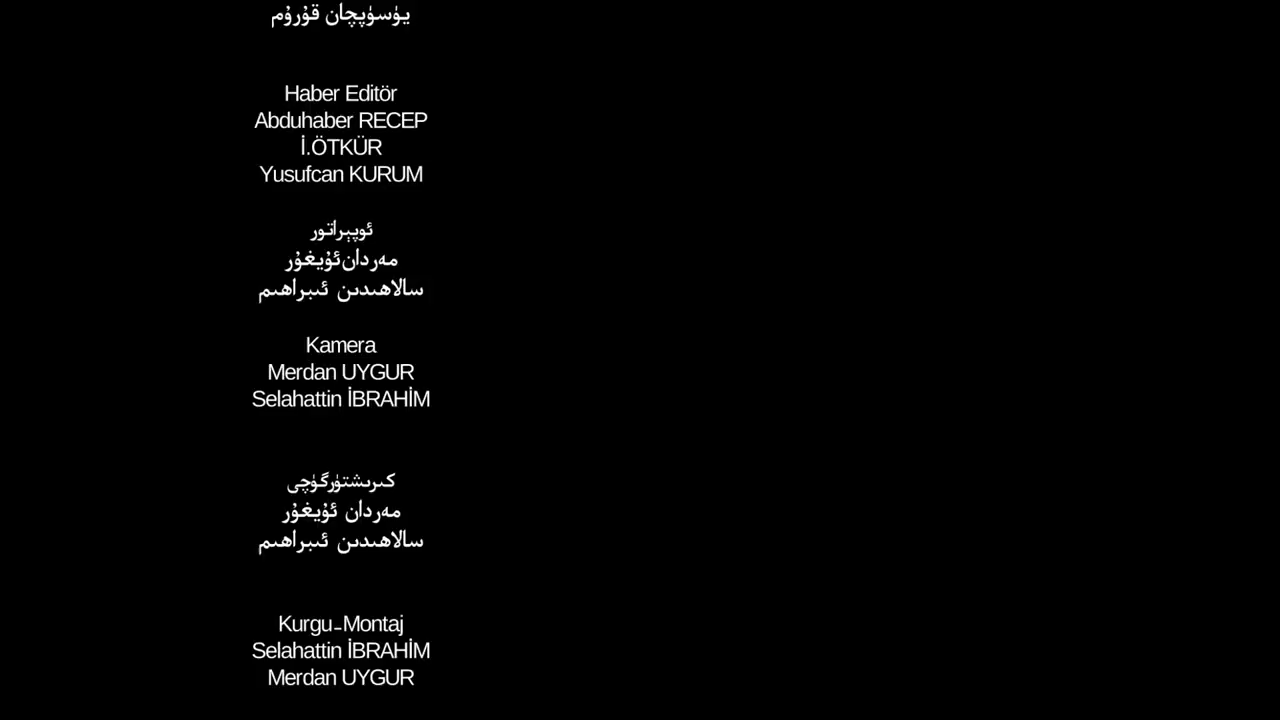 يۈسۈپچان قۇرۇم
Haber Editör
Abduhaber RECEP
İ.ÖTKÜR
Yusufcan KURUM
ئوپېراتور
مەردان ئۇيغۇر
سالاھىدىن ئىبراھىم
Kamera
Merdan UYGUR
Selahattin İBRAHİM
كىرىشتۈرگۈچى
مەردان ئۇيغۇر
سالاھىدىن ئىبراھىم
Kurgu-Montaj
Selahattin İBRAHİM
Merdan UYGUR